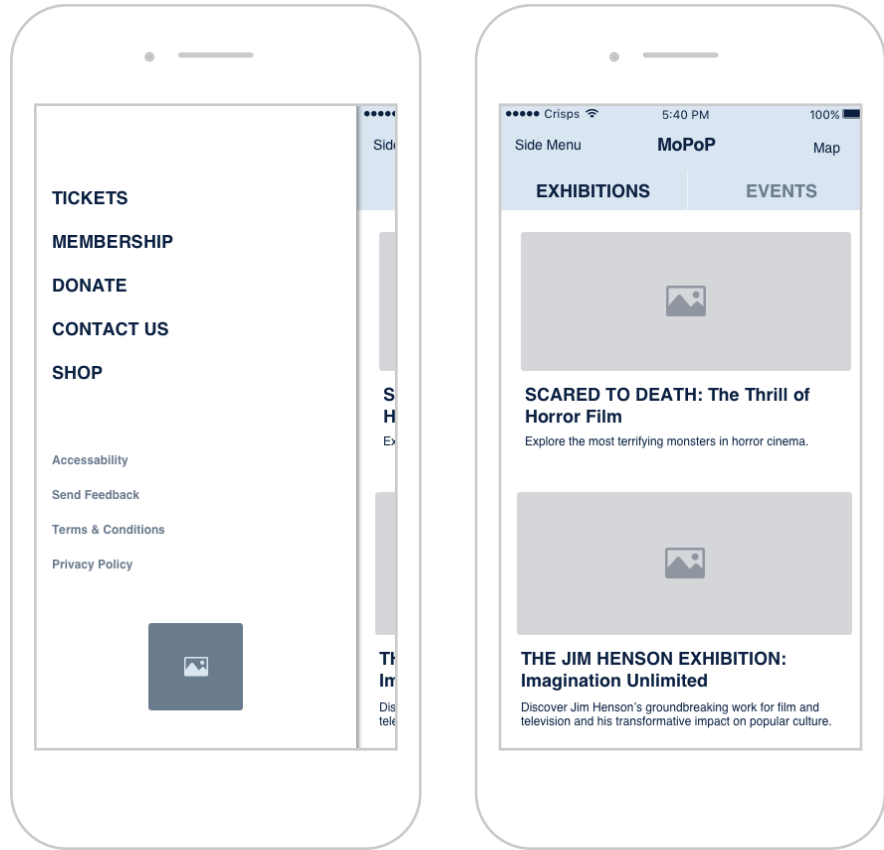 TICKETS
MEMBERSHIP
DONATE
CONTACT US
SHOP
Accessability
Send Feedback
Terms & Conditions
Privacy Policy
Sid
S
H
Ex
TH
Im
Dis
tele
Crisps
5:40 PM
100%
Side Menu
MoPoP
Map
EXHIBITIONS
EVENTS
SCARED TO DEATH: The Thrill of
Horror Film
Explore the most terrifying monsters in horror cinema.
THE JIM HENSON EXHIBITION:
Imagination Unlimited
Discover Jim Henson's groundbreaking work for film and
television and his transformative impact on popular culture.